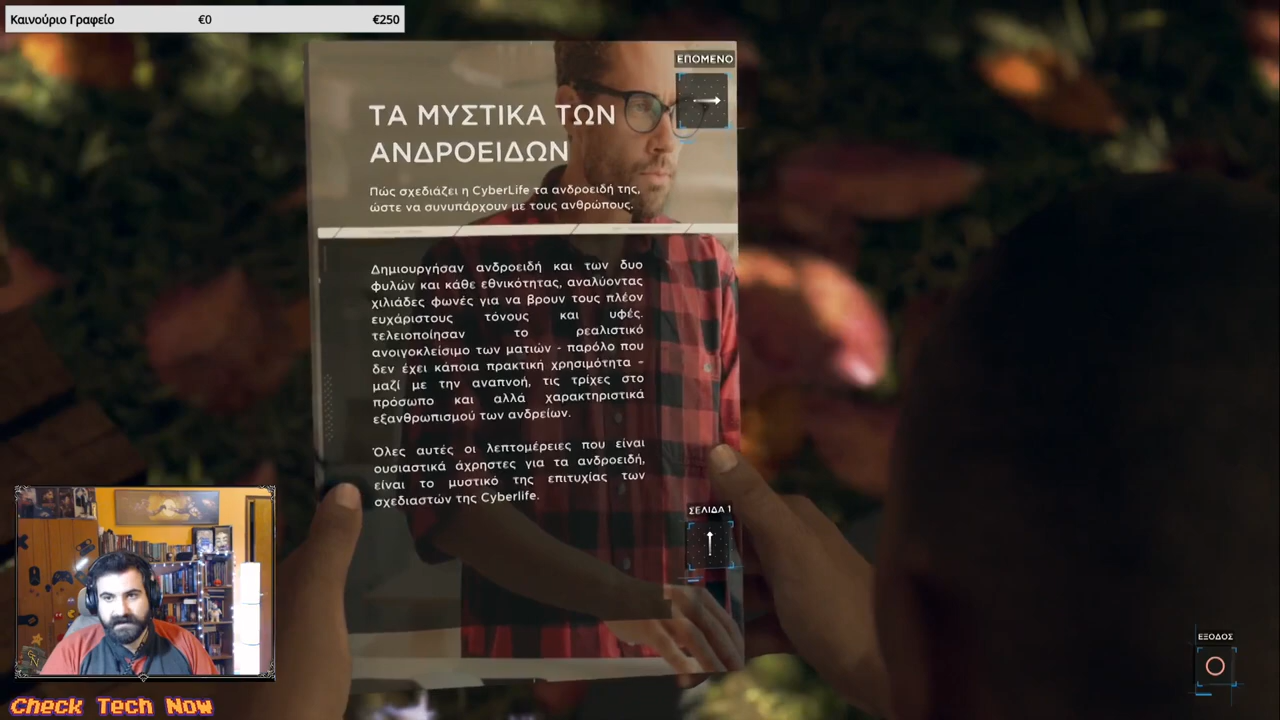 Καινούριο Γραφείο €0 €250
ΕΠΟΜΕΝΟ
ΤΑ ΜΥΣΤΙΚΑ ΤΩΝ
ΑΝΔΡΟΕΙΔΩΝ
Πώς σχεδιάζει η CyberLife τα ανδροειδή της,
ώστε να συνυπάρχουν με τους ανθρώπους.
Δημιουργήσαν ανδροειδή και των δυο
φυλών και κάθε εθνικότητας, αναλύοντας
χιλιάδες φωνές για να βρουν τους πλέον
ευχάριστους τόνους και υφές.
τελειοποίησαν το ρεαλιστικό
ανοιγοκλείσιμο των ματιών - παρόλο που
δεν έχει κάποια πρακτική χρησιμότητα –
μαζί με την αναπνοή, τις τρίχες στο
πρόσωπο και αλλά χαρακτηριστικά
εξανθρωπισμού των ανδρείων.
Όλες αυτές οι λεπτομέρειες που είναι
ουσιαστικά άχρηστες για τα ανδροειδή,
είναι το μυστικό της επιτυχίας των
σχεδιαστών της Cyberlife.
ΣΕΛΙΔΑ 1
ΕΞΟΔΟΣ
Check Tech Now